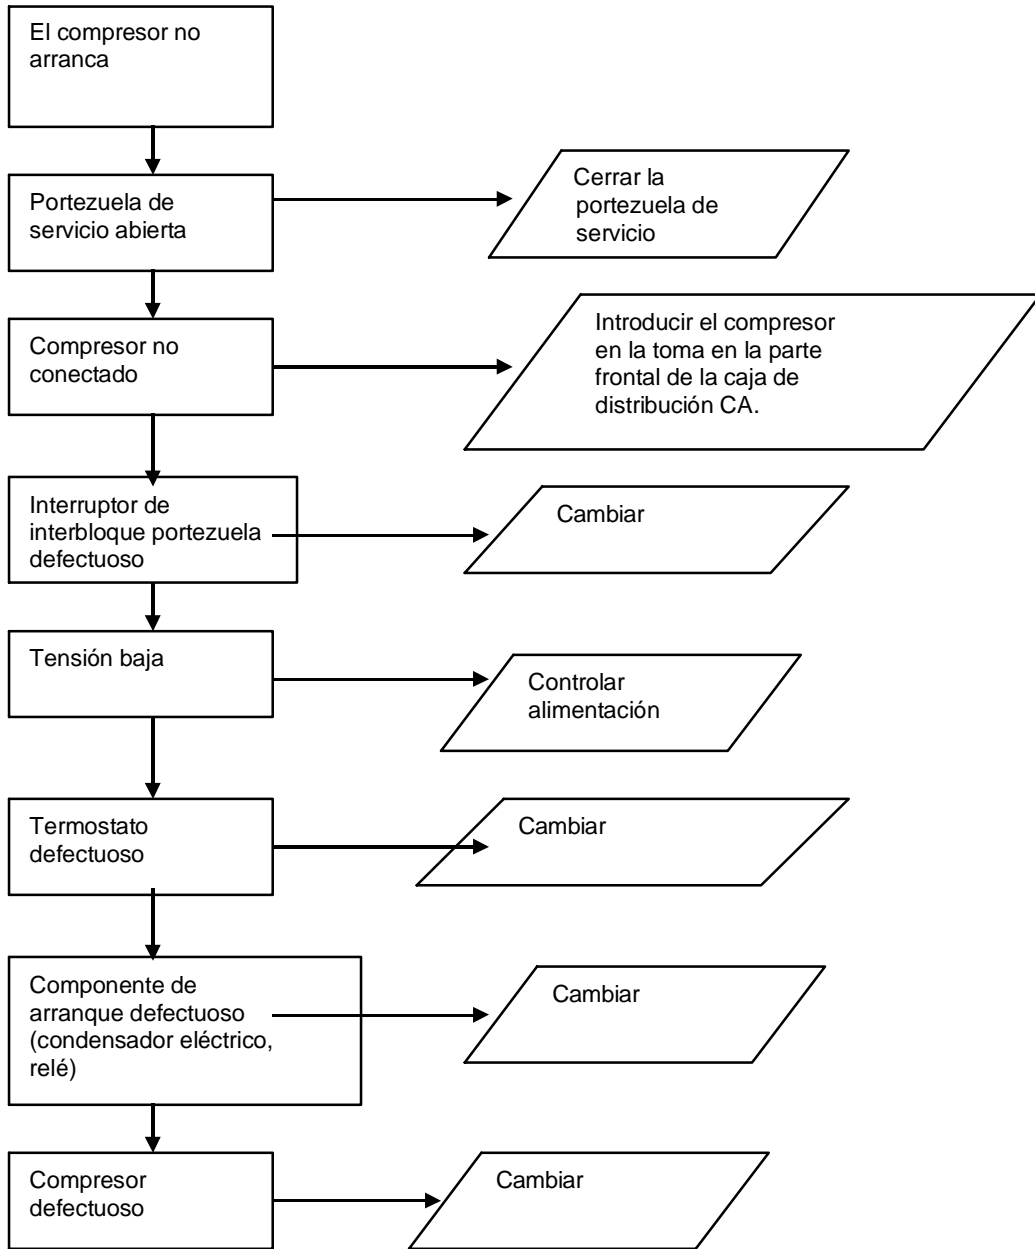 El compresor no
arranca
Portezuela de
servicio abierta
Cerrar la
portezuela de
servicio
Compresor no
conectado
Introducir el compresor
en la toma en la parte
frontal de la caja de
distribución CA.
Interruptor de
interbloque portezuela
defectuoso
Cambiar
Tensión baja
Controlar
alimentación
Termostato
defectuoso
Cambiar
Componente de
arranque defectuoso
(condensador eléctrico,
relé)
Cambiar
Compresor
defectuoso
Cambiar